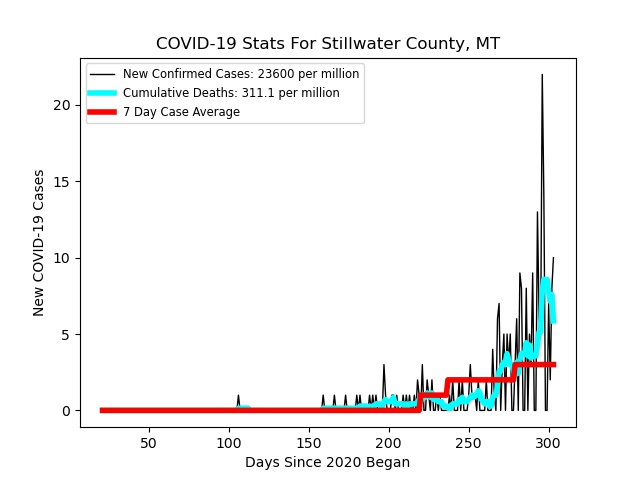 COVID-19 Stats For Stillwater County, MT
New Confirmed Cases: 23600 per million
Cumulative Deaths: 311.1 per million
7 Day Case Average
New COVID-19 Cases
20
15
10
5
0
50 100 150 200 250 300
Days Since 2020 Began